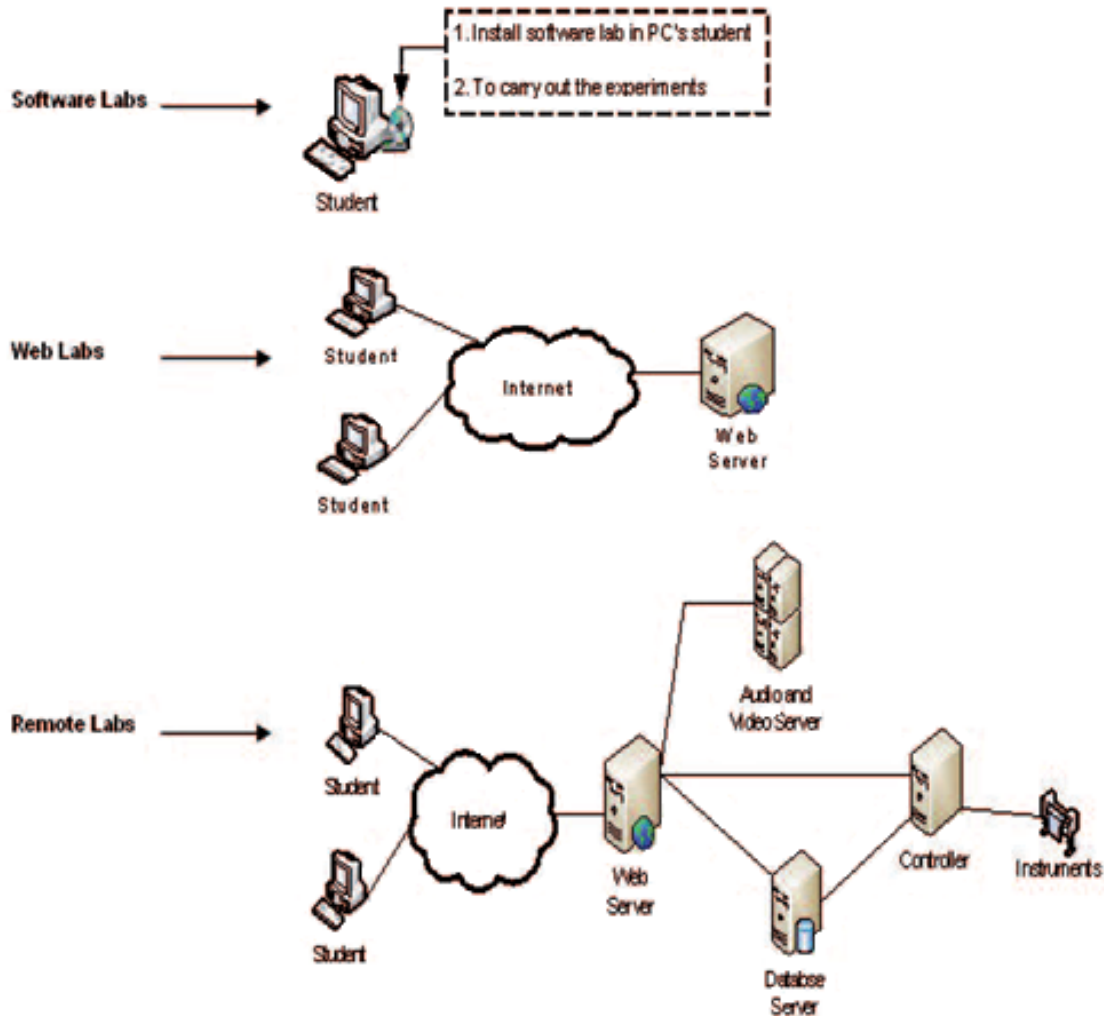 1. Install software lab in PC's student
2. To carry out the experiments
Software Labs
Student
Student
Web Labs
Internet
Web
Server
Student
Audio and
Video Server
Remote Labs
Student
Internet
Web
Server
Controller
Instruments
Student
Databse
Server